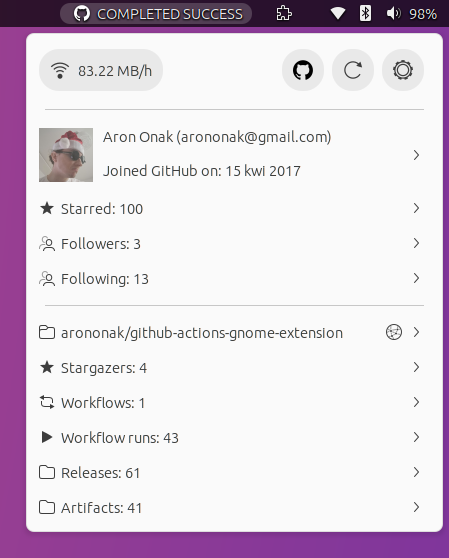 COMPLETED SUCCESS
98%
83.22 MB/h
Aron Onak (arononak@gmail.com)
Joined GitHub on: 15 kwi 2017
Starred: 100
Followers: 3
Following: 13
arononak/github-actions-gnome-extension
Stargazers: 4
Workflows: 1
Workflow runs: 43
Releases: 61
Artifacts: 41